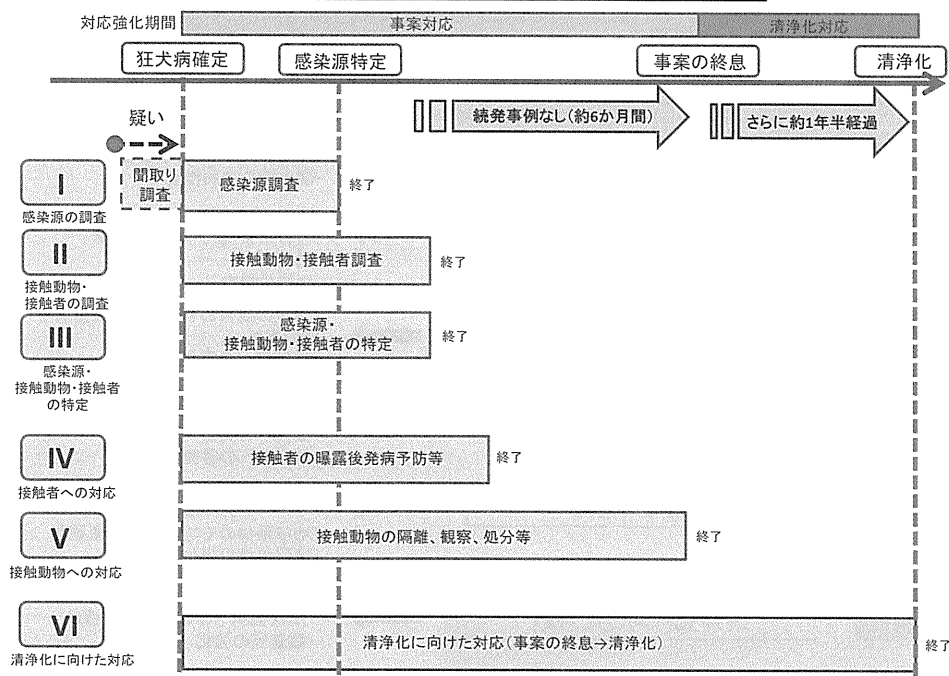 対応強化期間
事案対応
清浄化対応
狂犬病確定
感染源特定
事案の終息
清浄化
続発事例なし(約6か月間)
さらに約1年半経過
疑い
I
感染源の調査
聞取り
調査
感染源調査
終了
II
接触動物・
接触者の調査
接触動物・接触者調査
終了
III
感染源・
接触動物・接触者
の特定
感染源・
接触動物・接触者の特定
終了
IV
接触者への対応
接触者の曝露後発病予防等
終了
V
接触動物への対応
接触動物の隔離、観察、処分等
終了
VI
清浄化に向けた対応
清浄化に向けた対応(事案の終息→清浄化)
終了